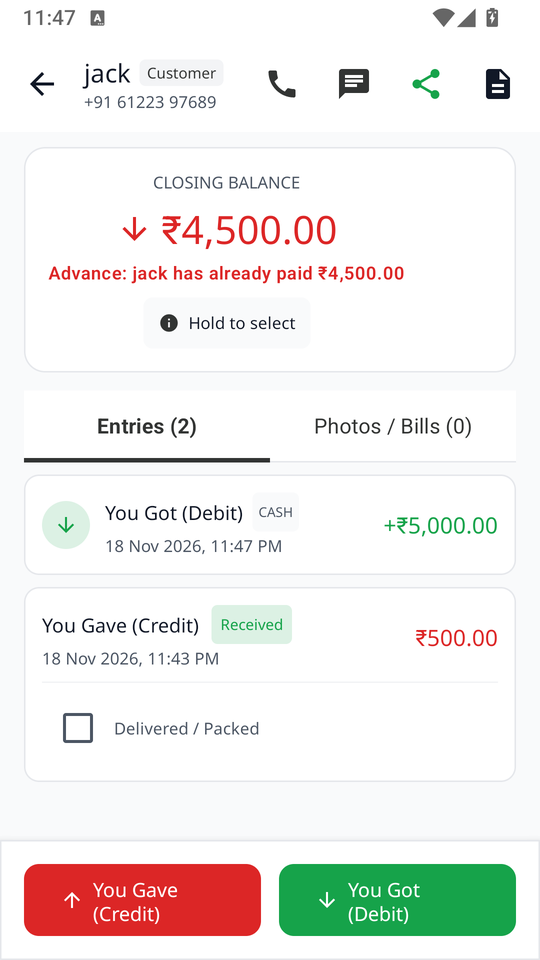 11:47
A
jack Customer
+91 61223 97689
CLOSING BALANCE
₹4,500.00
Advance: jack has already paid ₹4,500.00
Hold to select
Entries (2)
Photos / Bills (0)
You Got (Debit) CASH
18 Nov 2026, 11:47 PM
+₹5,000.00
You Gave (Credit) Received
18 Nov 2026, 11:43 PM
₹500.00
Delivered / Packed
You Gave
(Credit)
You Got
(Debit)